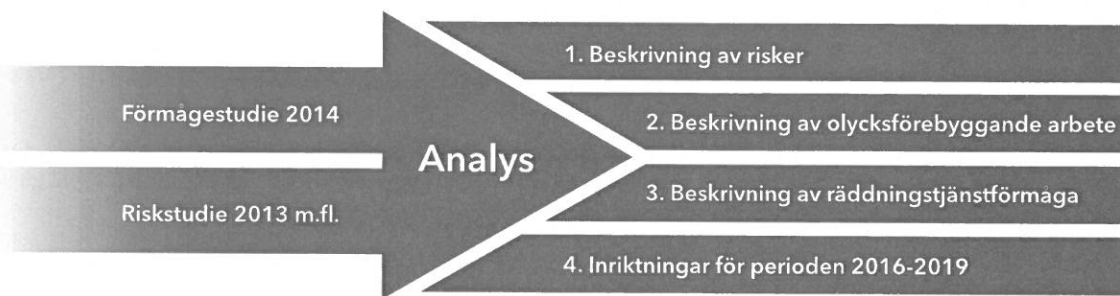 Förmågestudie 2014
Riskstudie 2013 m.fl.
Analys
1. Beskrivning av risker
2. Beskrivning av olycksförebyggande arbete
3. Beskrivning av räddningstjänstförmåga
4. Inriktningar för perioden 2016-2019